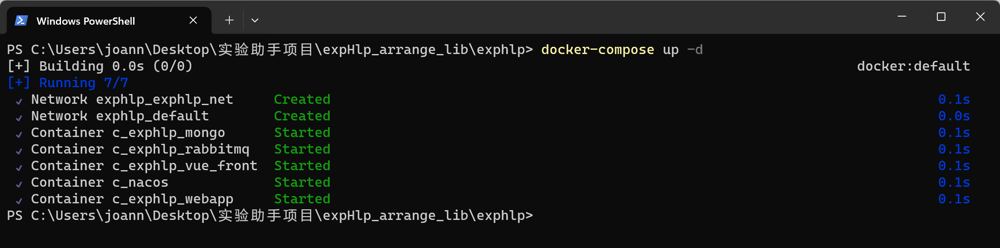 Windows PowerShell
PS C:\Users\joann\Desktop\实验助手项目\expHlp_arrange_lib\exphlp> docker-compose up -d
[+] Building 0.0s (0/0) docker:default
[+] Running 7/7
✔ Network exphlp_exphlp_net Created 0.1s
✔ Network exphlp_default Created 0.0s
✔ Container c_exphlp_mongo Started 0.1s
✔ Container c_exphlp_rabbitmq Started 0.1s
✔ Container c_exphlp_vue_front Started 0.1s
✔ Container c_nacos Started 0.1s
✔ Container c_exphlp_webapp Started 0.1s
PS C:\Users\joann\Desktop\实验助手项目\expHlp_arrange_lib\exphlp>